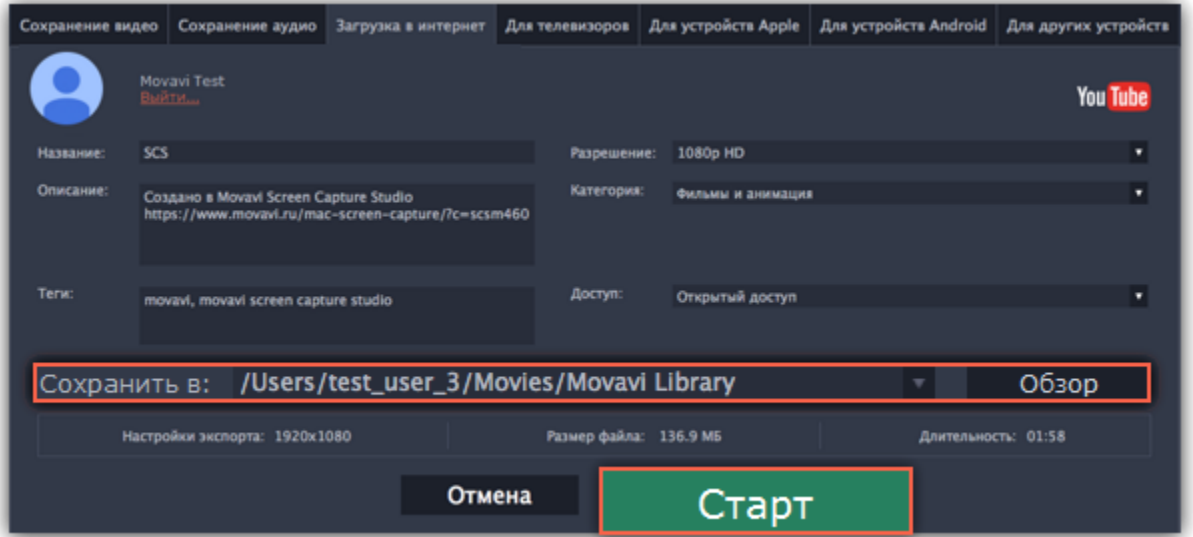 Сохранение видео Сохранение аудио Загрузка в интернет Для телевизоров Для устройств Apple Для устройств Android Для других устройств
Movavi Test
Выйти...
You Tube
Название: SCS Разрешение: 1080p HD
Описание: Создано в Movavi Screen Capture Studio Категория: Фильмы и анимация
https://www.movavi.ru/mac-screen-capture/?c=scsm460
Теги: movavi, movavi screen capture studio Доступ: Открытый доступ
Сохранить в: /Users/test_user_3/Movies/Movavi Library Обзор
Настройки экспорта: 1920x1080 Размер файла: 136.9 МБ Длительность: 01:58
Отмена Старт